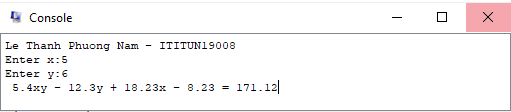 Console
Le Thanh Phuong Nam - ITITUN19008
Enter x:5
Enter y:6
5.4xy - 12.3y + 18.23x - 8.23 = 171.12